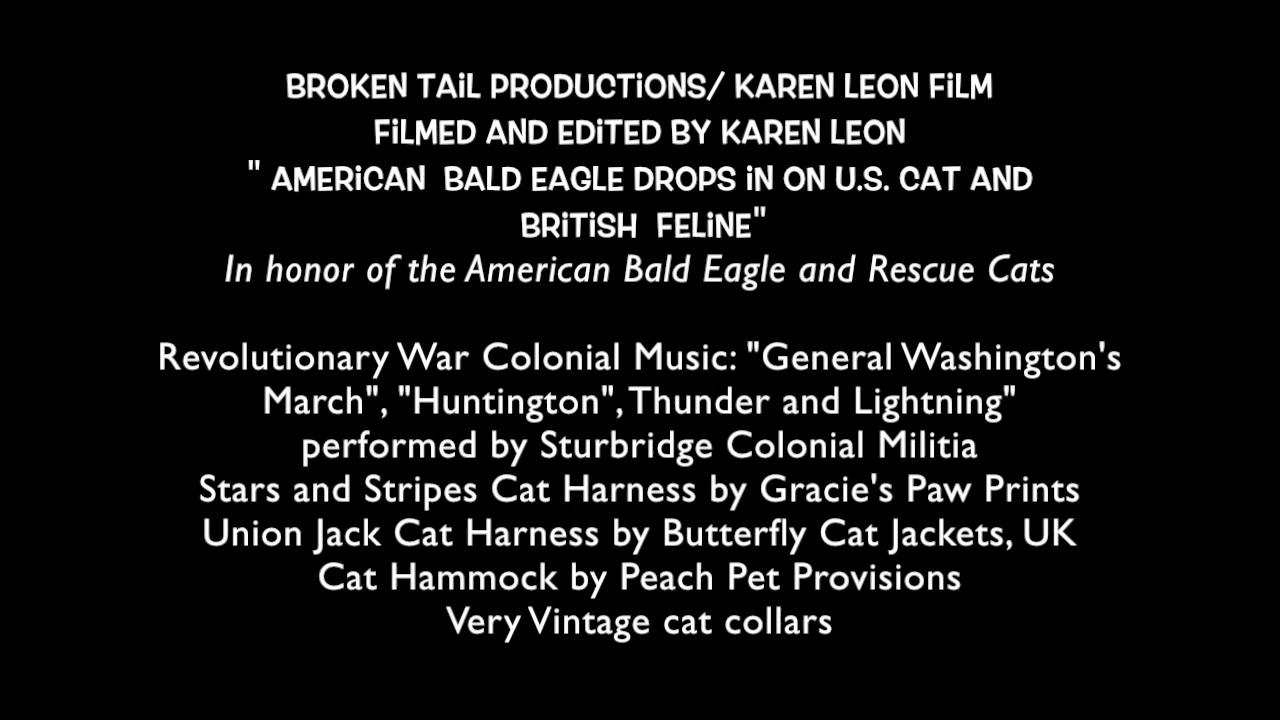 BROKEN TAiL PRODUCTiONS/ KAREN LEON FiLM
FiLMED AND EDiTED BY KAREN LEON
" AMERiCAN BALD EAGLE DROPS iN ON U.S. CAT AND
BRiTiSH FELiNE"
In honor of the American Bald Eagle and Rescue Cats
Revolutionary War Colonial Music: "General Washington's
March", "Huntington", Thunder and Lightning"
performed by Sturbridge Colonial Militia
Stars and Stripes Cat Harness by Gracie's Paw Prints
Union Jack Cat Harness by Butterfly Cat Jackets, UK
Cat Hammock by Peach Pet Provisions
Very Vintage cat collars